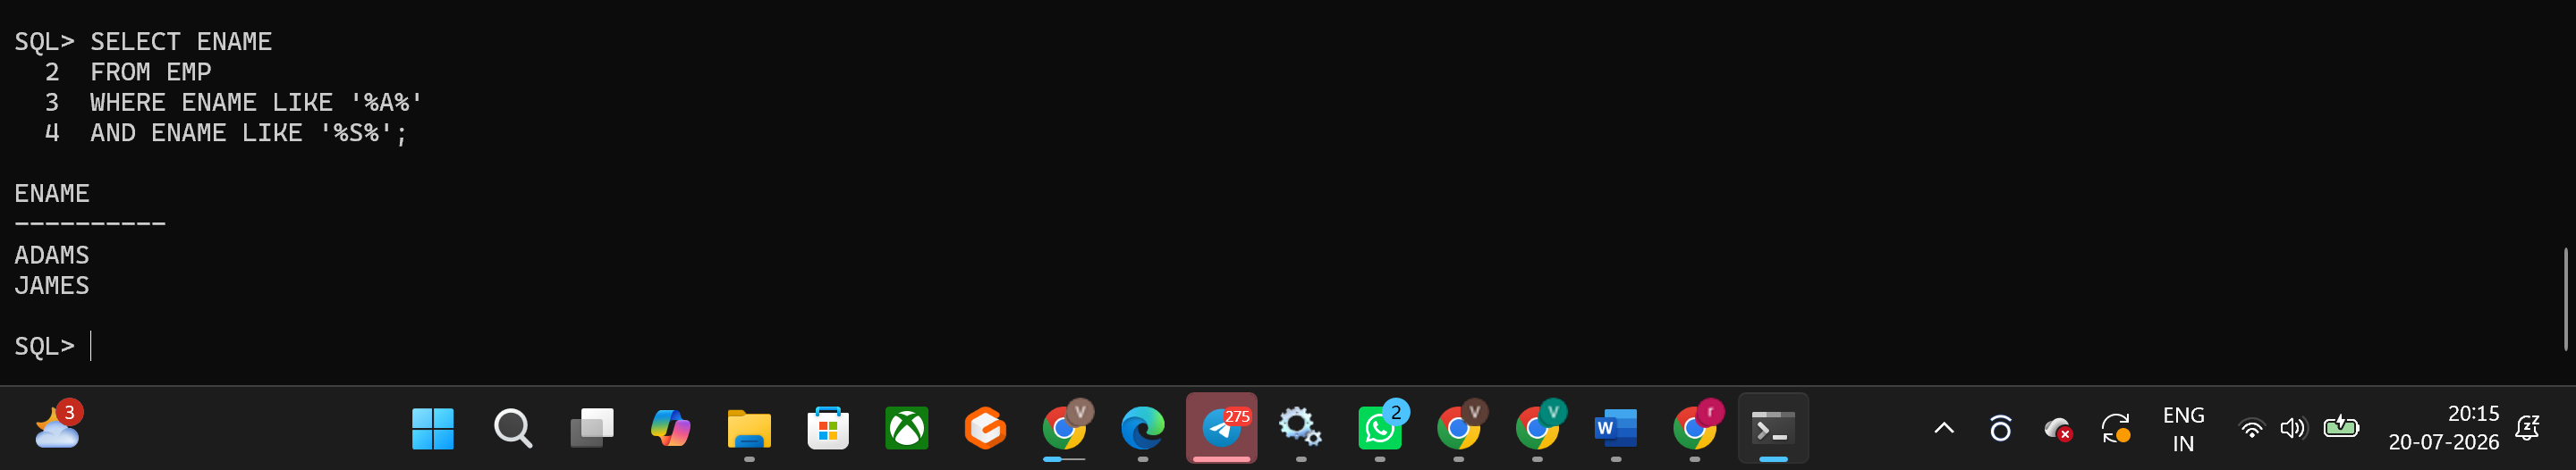 SQL> SELECT ENAME
  2  FROM EMP
  3  WHERE ENAME LIKE '%A%'
  4  AND ENAME LIKE '%S%';

ENAME
----------
ADAMS
JAMES

SQL>
3
V
275
2
V
V
W
r
ENG
IN
20:15
20-07-2026